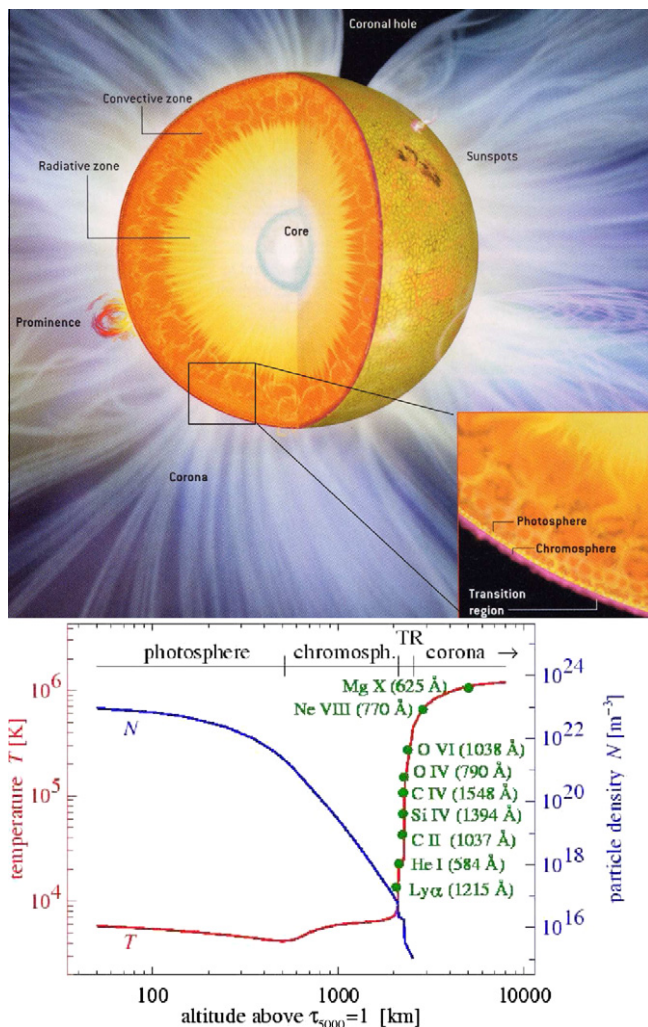 Coronal hole
Convective zone
Sunspots
Radiative zone
Core
Prominence
Corona
Photosphere
Chromosphere
Transition
region
photosphere
chromosph.
TR
corona
temperature T [K]
10⁶
10⁵
10⁴
N
T
Mg X (625 Å)
Ne VIII (770 Å)
O VI (1038 Å)
O IV (790 Å)
C IV (1548 Å)
Si IV (1394 Å)
C II (1037 Å)
He I (584 Å)
Lyα (1215 Å)
10²⁴
10²²
10²⁰
10¹⁸
10¹⁶
particle density N [m⁻³]
100
1000
10000
altitude above τ₅₀₀₀=1 [km]